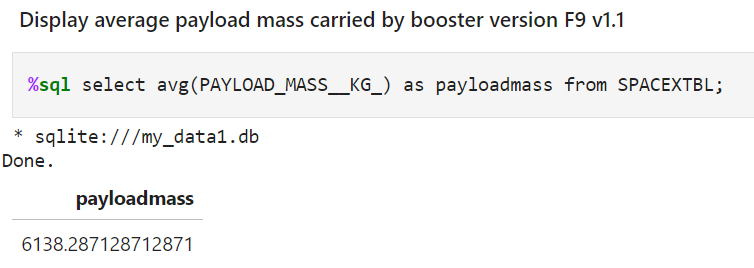 Display average payload mass carried by booster version F9 v1.1
%sql select avg(PAYLOAD_MASS__KG_) as payloadmass from SPACEXTBL;
* sqlite:///my_data1.db
Done.
payloadmass
6138.287128712871